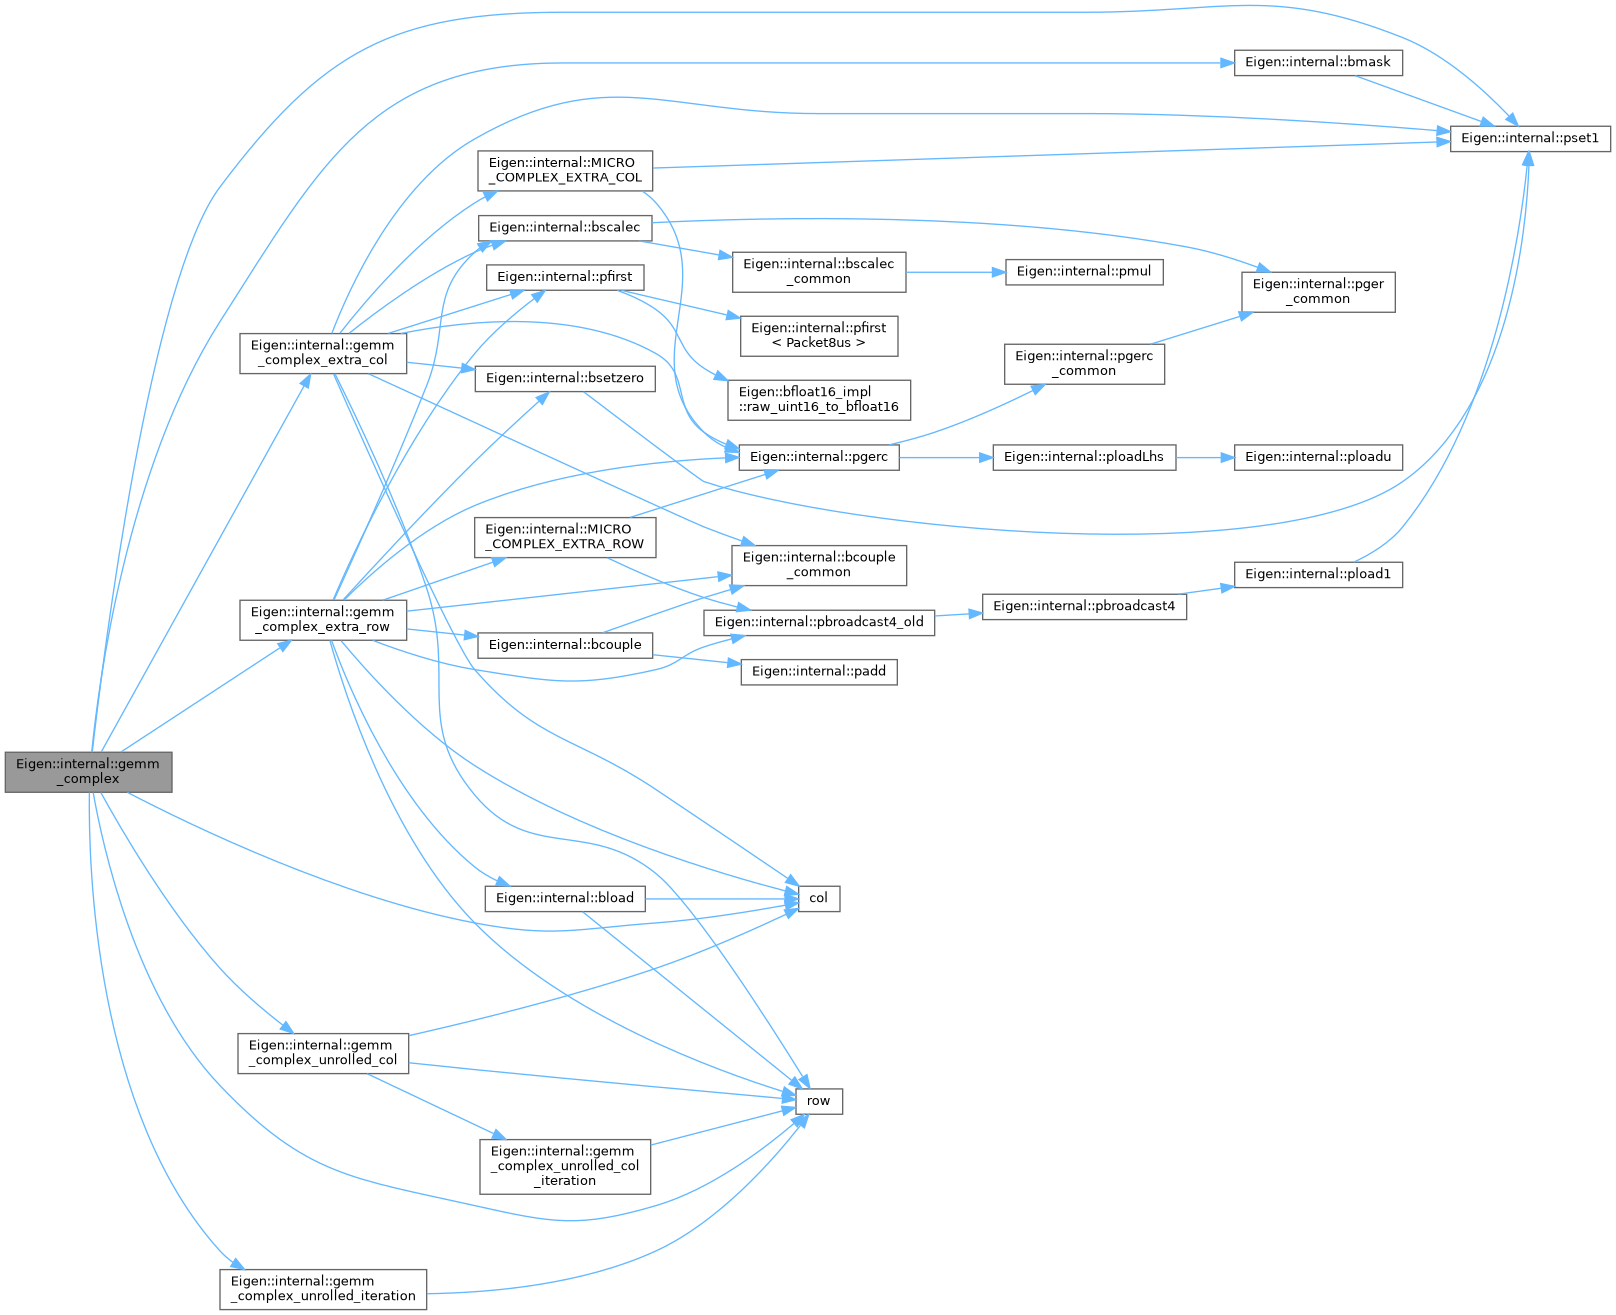 Eigen::internal::gemm
_complex
Eigen::internal::gemm
_complex_extra_col
Eigen::internal::gemm
_complex_extra_row
Eigen::internal::gemm
_complex_unrolled_col
Eigen::internal::gemm
_complex_unrolled_iteration
Eigen::internal::MICRO
_COMPLEX_EXTRA_COL
Eigen::internal::bscalec
Eigen::internal::pfirst
Eigen::internal::bsetzero
Eigen::internal::MICRO
_COMPLEX_EXTRA_ROW
Eigen::internal::bcouple
Eigen::internal::bload
Eigen::internal::gemm
_complex_unrolled_col
_iteration
Eigen::internal::bscalec
_common
Eigen::internal::pfirst
< Packet8us >
Eigen::bfloat16_impl
::raw_uint16_to_bfloat16
Eigen::internal::pgerc
Eigen::internal::bcouple
_common
Eigen::internal::pbroadcast4_old
Eigen::internal::padd
col
row
Eigen::internal::pmul
Eigen::internal::pgerc
_common
Eigen::internal::ploadLhs
Eigen::internal::pbroadcast4
Eigen::internal::bmask
Eigen::internal::pger
_common
Eigen::internal::ploadu
Eigen::internal::pload1
Eigen::internal::pset1